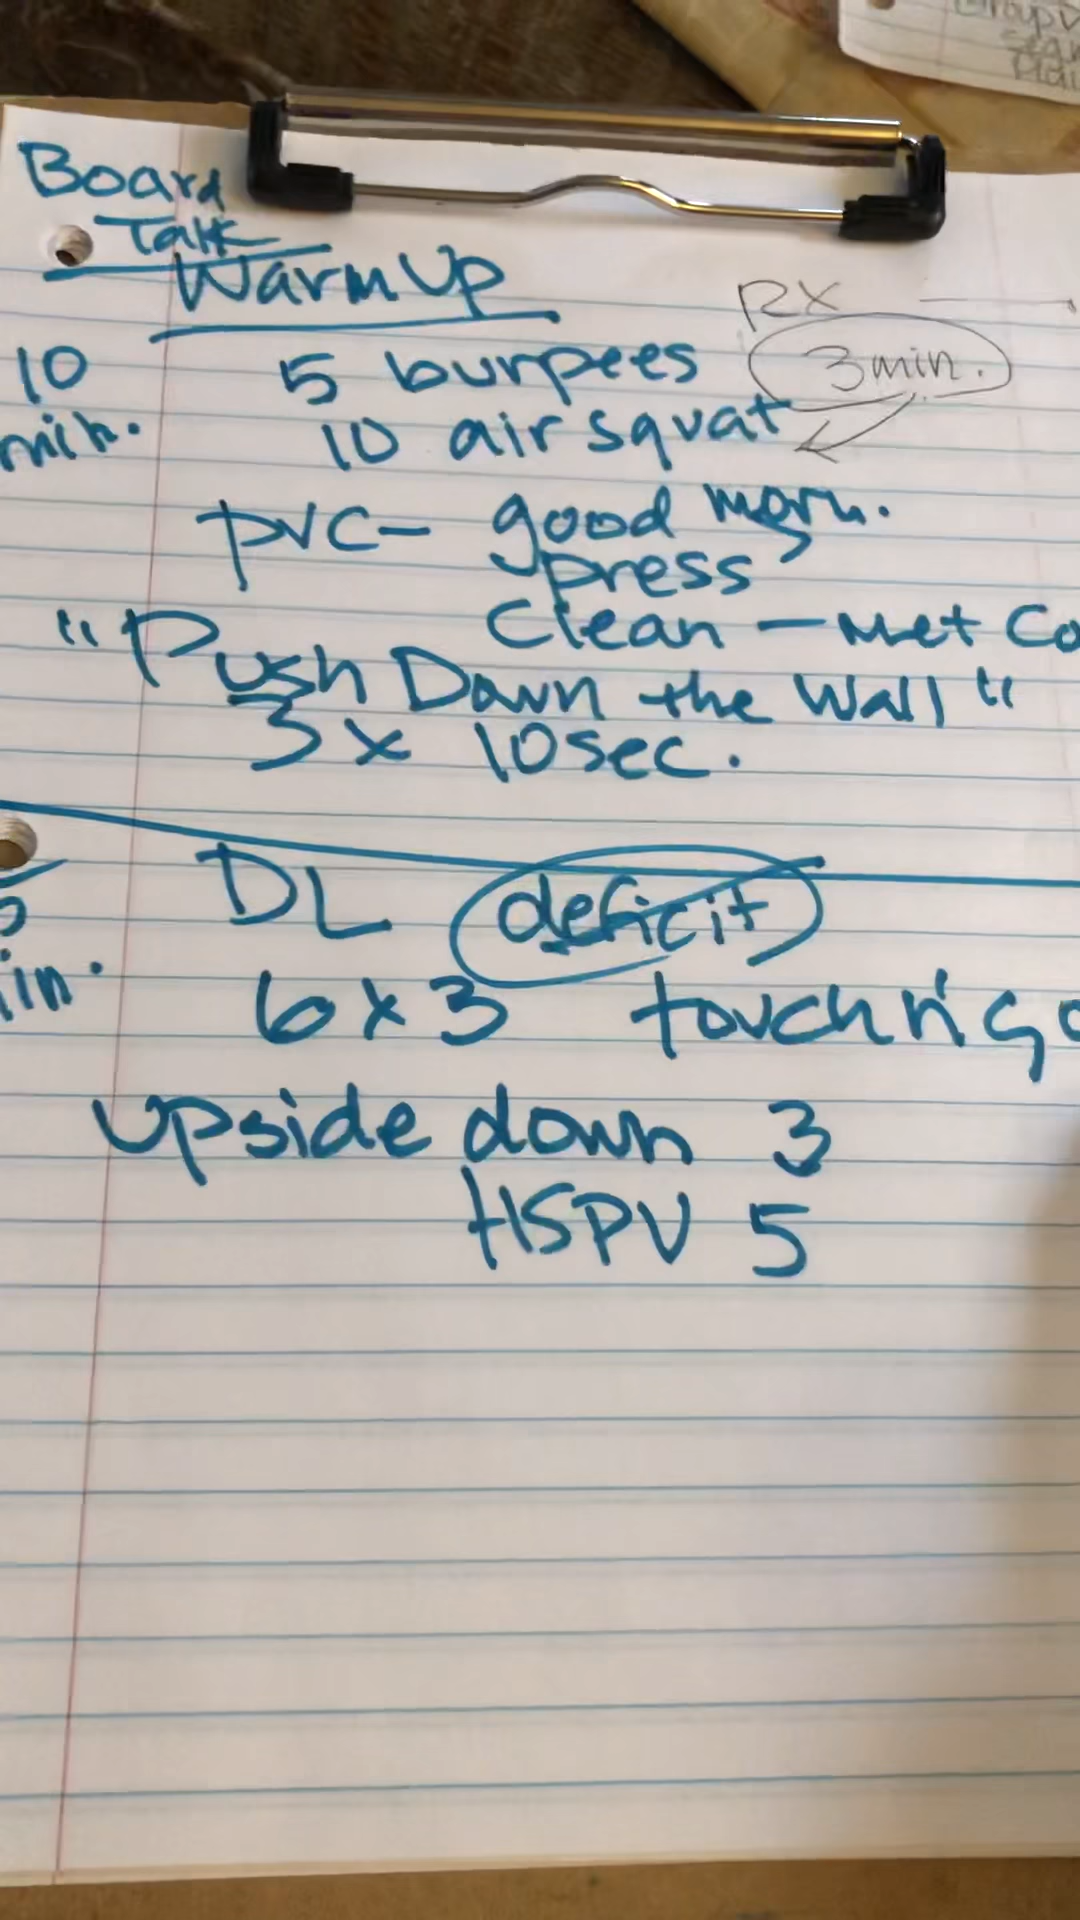 Board
Talk
Warm Up
RX
10
min.
5 burpees
3 min.
10 air squat
PVC - good morn.
press
Clean - Met Co
"Push Down the Wall"
3 x 10 sec.
DL deficit
6 x 3 touch n' go
upside down 3
HSPU 5